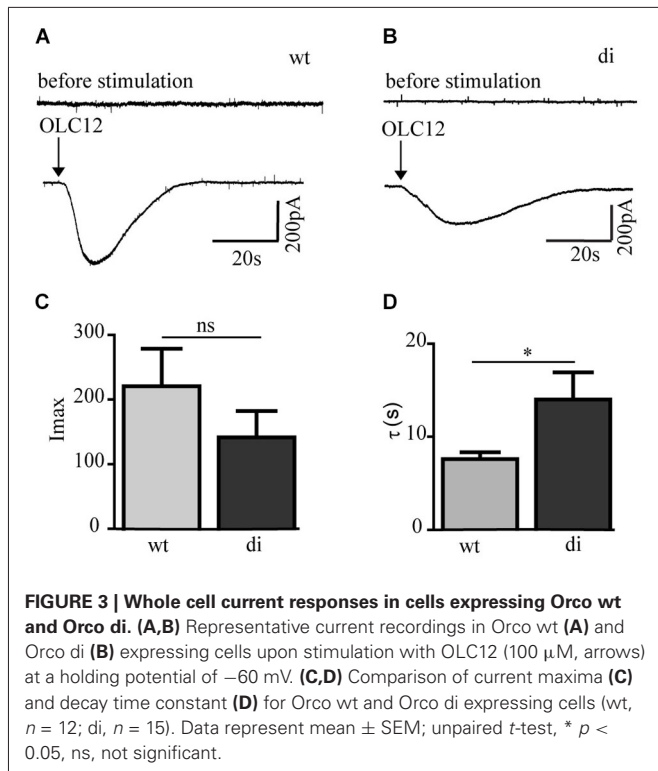 A
wt
before stimulation
OLC12
200pA
20s
B
di
before stimulation
OLC12
200pA
20s
C
300
200
100
0
Imax
ns
wt
di
D
20
10
0
τ (s)
*
wt
di
FIGURE 3 | Whole cell current responses in cells expressing Orco wt
and Orco di. (A,B) Representative current recordings in Orco wt (A) and
Orco di (B) expressing cells upon stimulation with OLC12 (100 μM, arrows)
at a holding potential of −60 mV. (C,D) Comparison of current maxima (C)
and decay time constant (D) for Orco wt and Orco di expressing cells (wt,
n = 12; di, n = 15). Data represent mean ± SEM; unpaired t-test, * p <
0.05, ns, not significant.